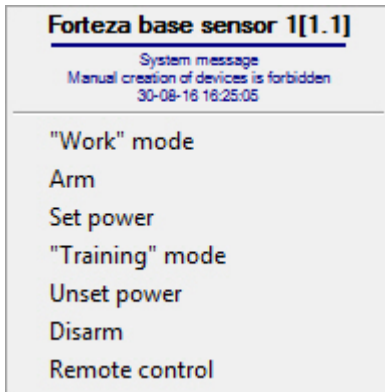 Forteza base sensor 1[1.1]
System message
Manual creation of devices is forbidden
30-08-16 16:25:05
"Work" mode
Arm
Set power
"Training" mode
Unset power
Disarm
Remote control